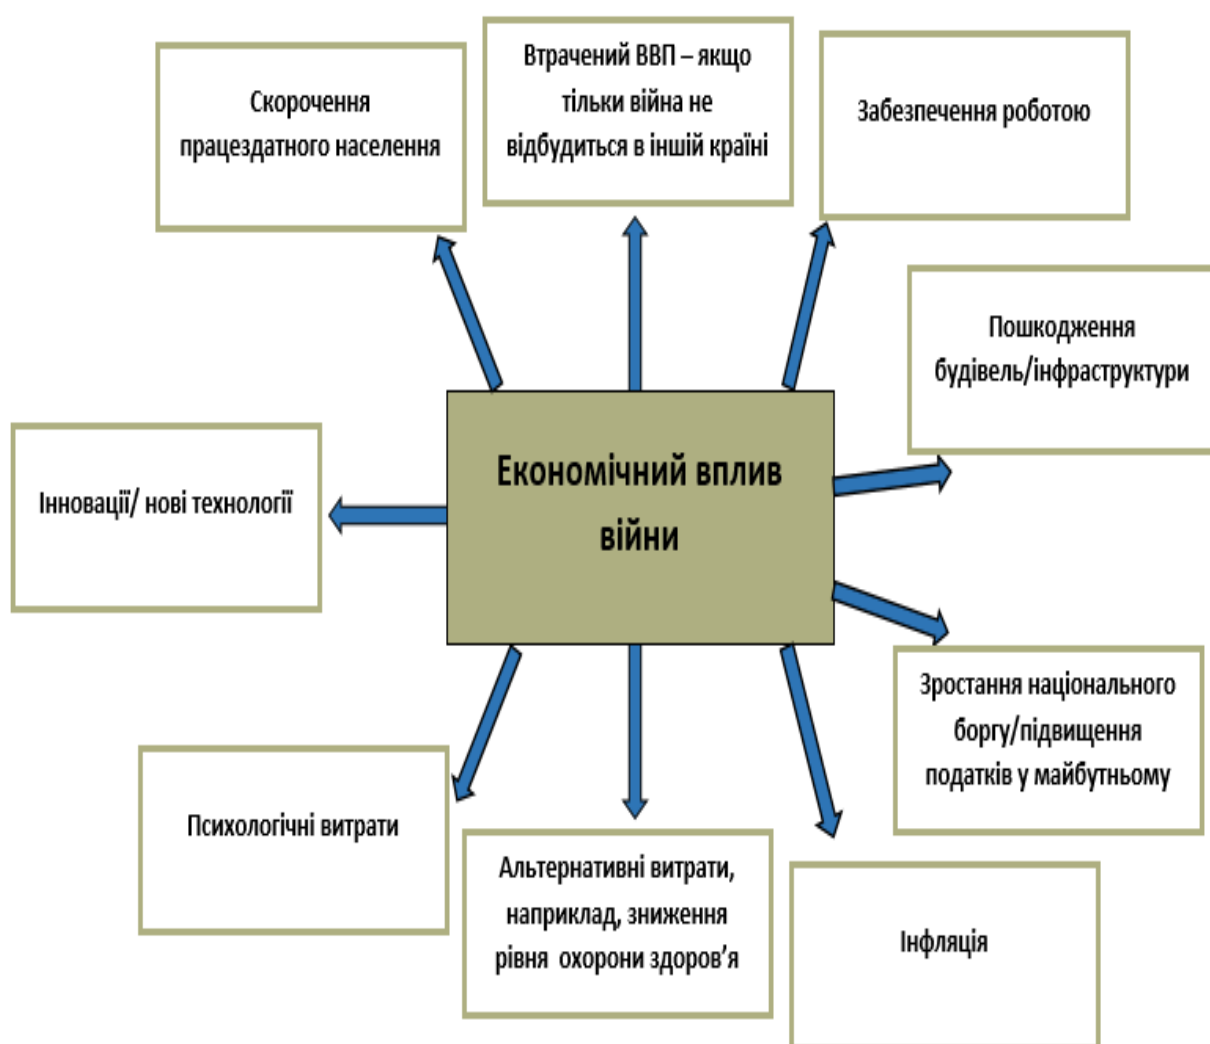 Скорочення
працездатного населення
Втрачений ВВП – якщо
тільки війна не
відбудиться в іншій країні
Забезпечення роботою
Пошкодження
будівель/інфраструктури
Економічний вплив
війни
Інновації/ нові технології
Зростання національного
боргу/підвищення
податків у майбутньому
Психологічні витрати
Альтернативні витрати,
наприклад, зниження
рівня охорони здоров’я
Інфляція